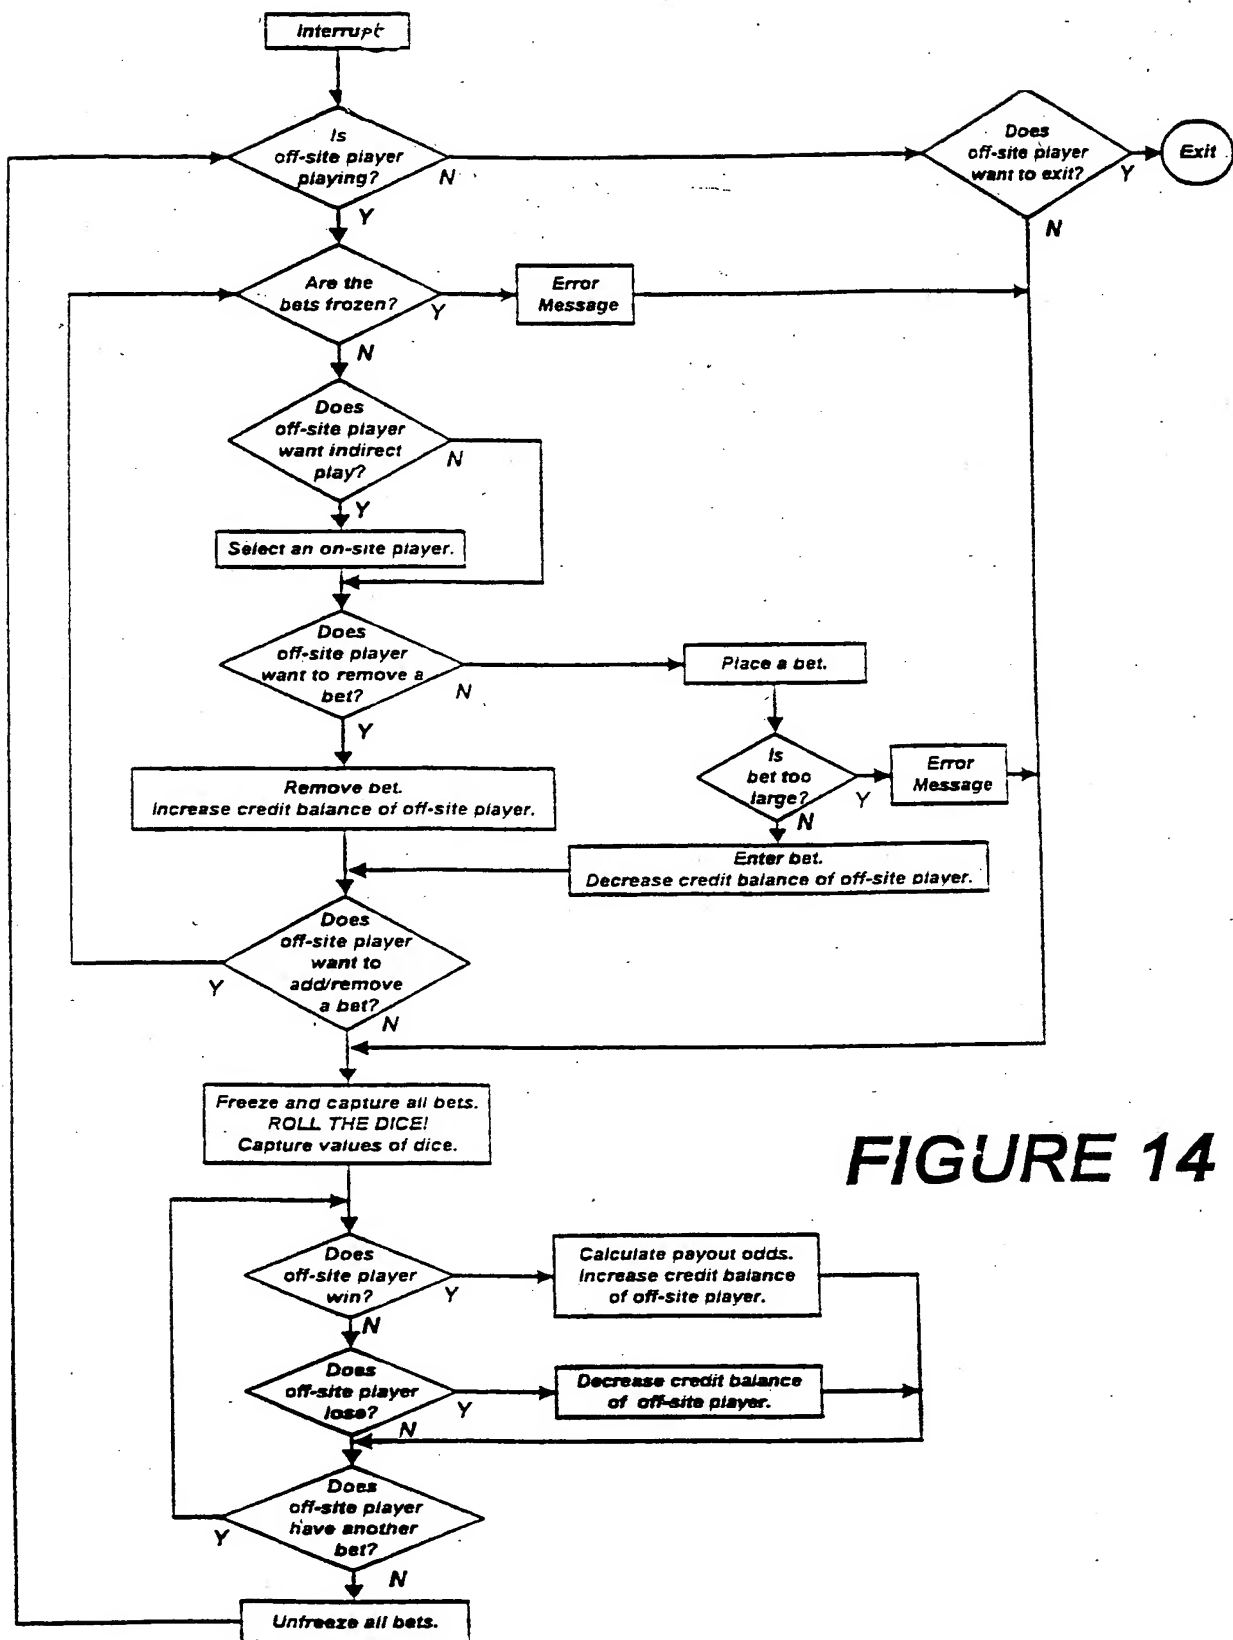 Interrupt
Is
off-site player
playing?
N
Y
Does
off-site player
want to exit?
Y
Exit
N
Are the
bets frozen?
Y
Error
Message
N
Does
off-site player
want indirect
play?
N
Y
Select an on-site player.
Does
off-site player
want to remove a
bet?
N
Place a bet.
Y
Is
bet too
large?
Y
Error
Message
N
Remove bet.
Increase credit balance of off-site player.
Enter bet.
Decrease credit balance of off-site player.
Does
off-site player
want to
add/remove
a bet?
Y
N
Freeze and capture all bets.
ROLL THE DICE!
Capture values of dice.
FIGURE 14
Does
off-site player
win?
Y
Calculate payout odds.
Increase credit balance
of off-site player.
N
Does
off-site player
lose?
Y
Decrease credit balance
of off-site player.
N
Does
off-site player
have another
bet?
Y
N
Unfreeze all bets.